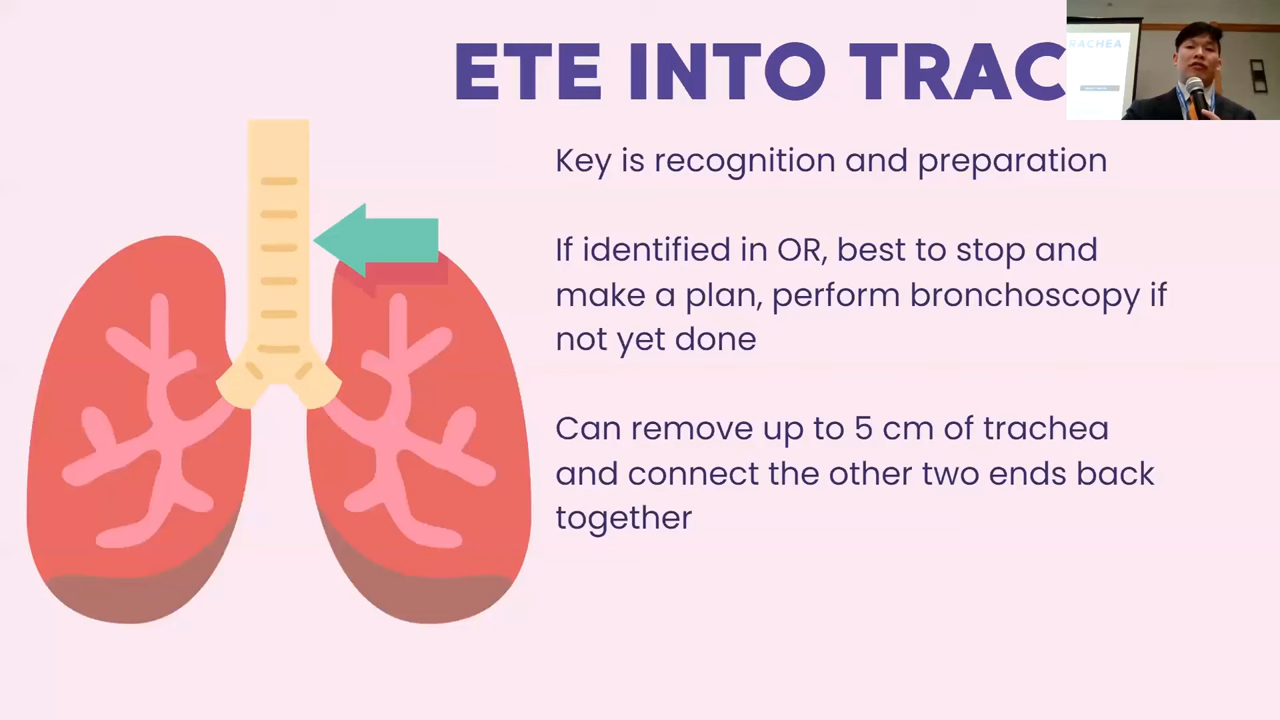 ETE INTO TRAC
RACHEA
Key is recognition and preparation
If identified in OR, best to stop and
make a plan, perform bronchoscopy if
not yet done
Can remove up to 5 cm of trachea
and connect the other two ends back
together